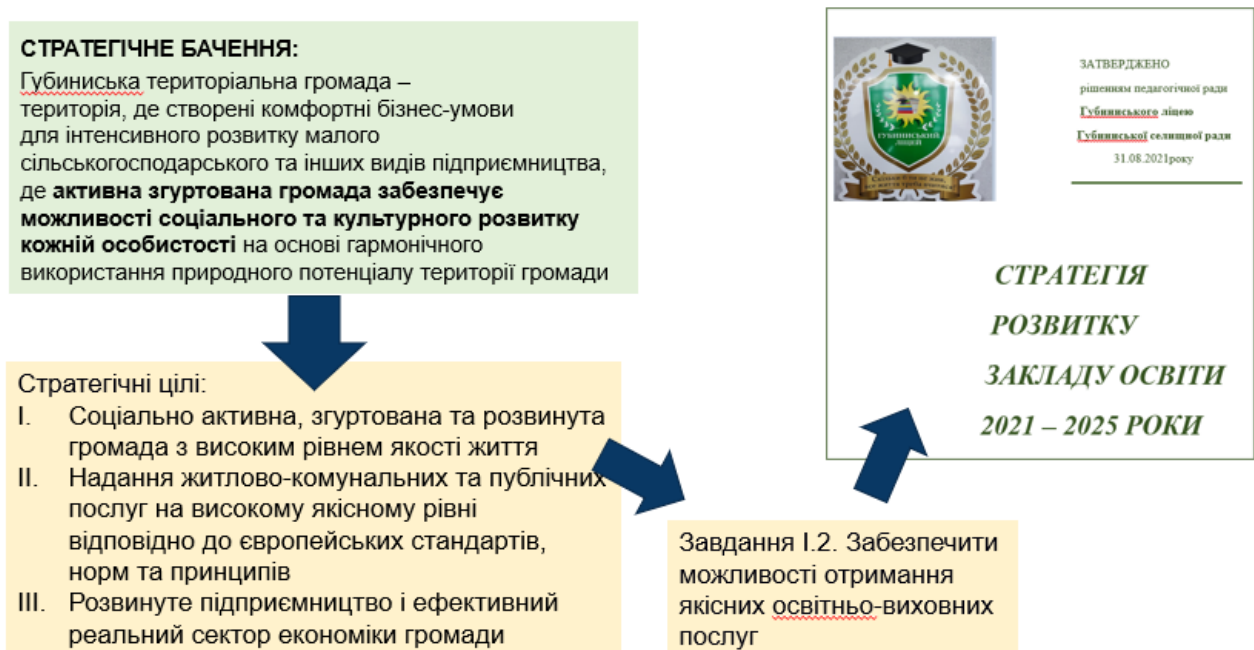 СТРАТЕГІЧНЕ БАЧЕННЯ:
Губиниська територіальна громада –
територія, де створені комфортні бізнес-умови
для інтенсивного розвитку малого
сільськогосподарського та інших видів підприємництва,
де активна згуртована громада забезпечує
можливості соціального та культурного розвитку
кожній особистості на основі гармонічного
використання природного потенціалу території громади
Стратегічні цілі:
I. Соціально активна, згуртована та розвинута
громада з високим рівнем якості життя
II. Надання житлово-комунальних та публічних
послуг на високому якісному рівні
відповідно до європейських стандартів,
норм та принципів
III. Розвинуте підприємництво і ефективний
реальний сектор економіки громади
Завдання І.2. Забезпечити
можливості отримання
якісних освітньо-виховних
послуг
ГУБИНИСЬКИЙ
ЛІЦЕЙ
ЗАТВЕРДЖЕНО
рішенням педагогічної ради
Губиниського ліцею
Губиниської селищної ради
31.08.2021року
СТРАТЕГІЯ
РОЗВИТКУ
ЗАКЛАДУ ОСВІТИ
2021 – 2025 РОКИ